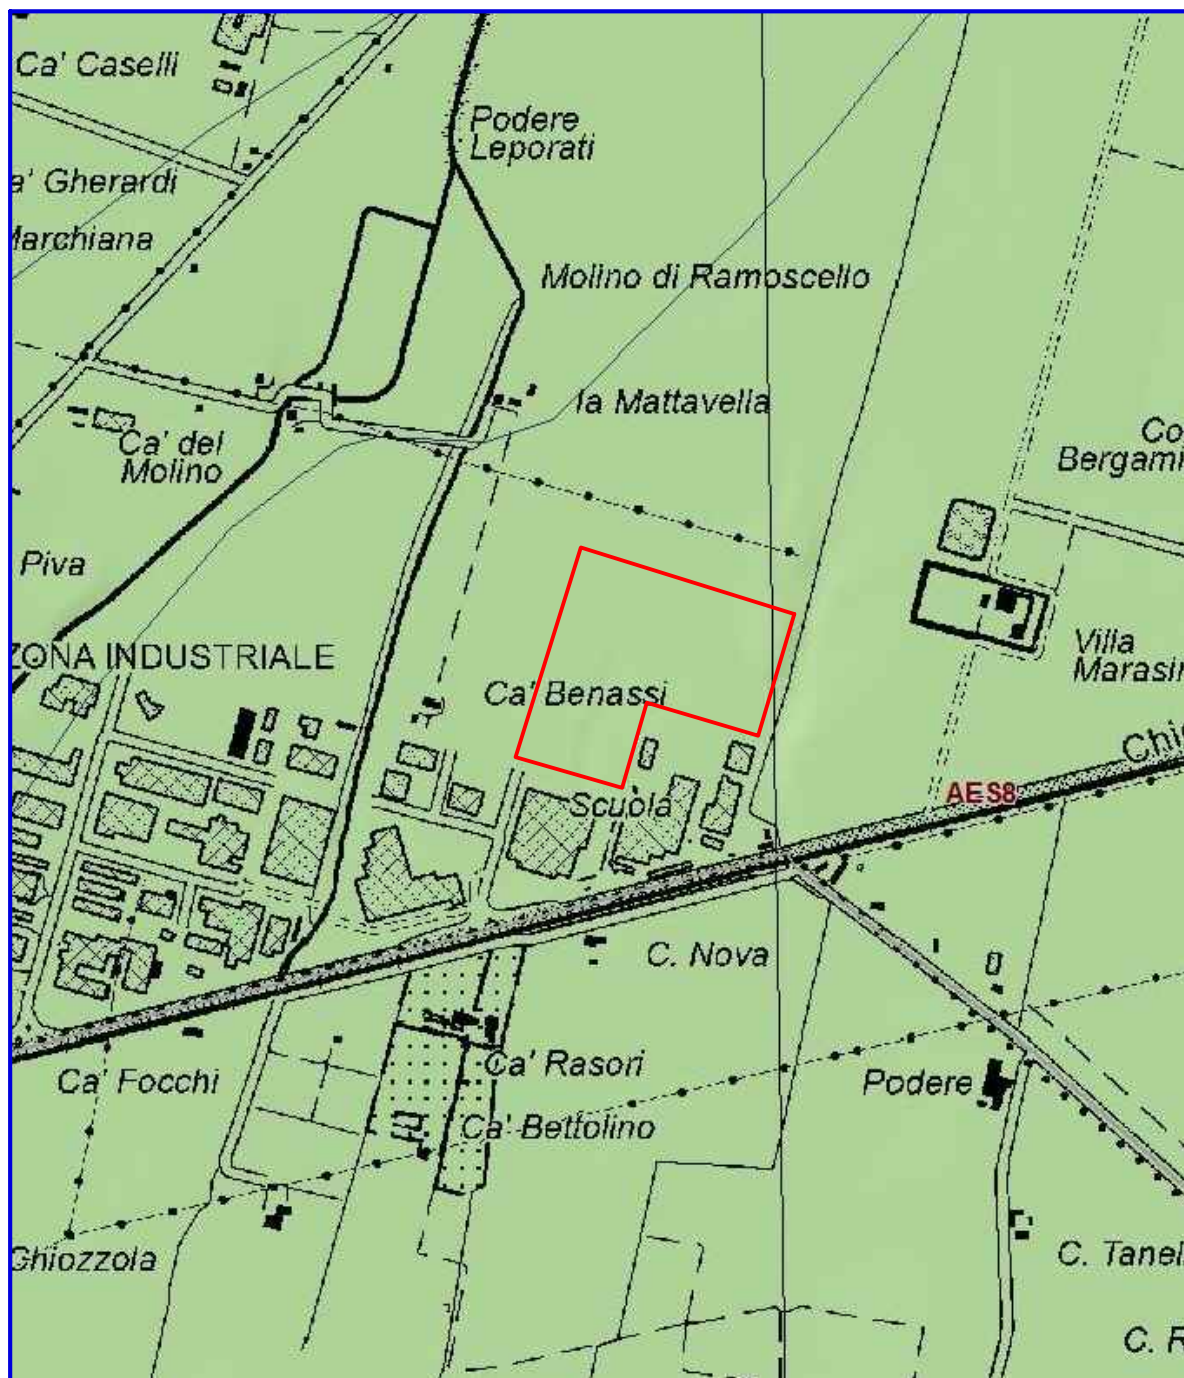 Ca' Caselli
Podere
Leporati
a' Gherardi
Marchiana
Molino di Ramoscello
la Mattavella
Ca' del
Molino
Co
Bergami
Piva
ZONA INDUSTRIALE
Villa
Marasin
Ca' Benassi
Chi
AES8
Scuola
C. Nova
Ca' Rasori
Ca' Focchi
Podere
Ca' Bettolino
Ghiozzola
C. Tanel
C. R